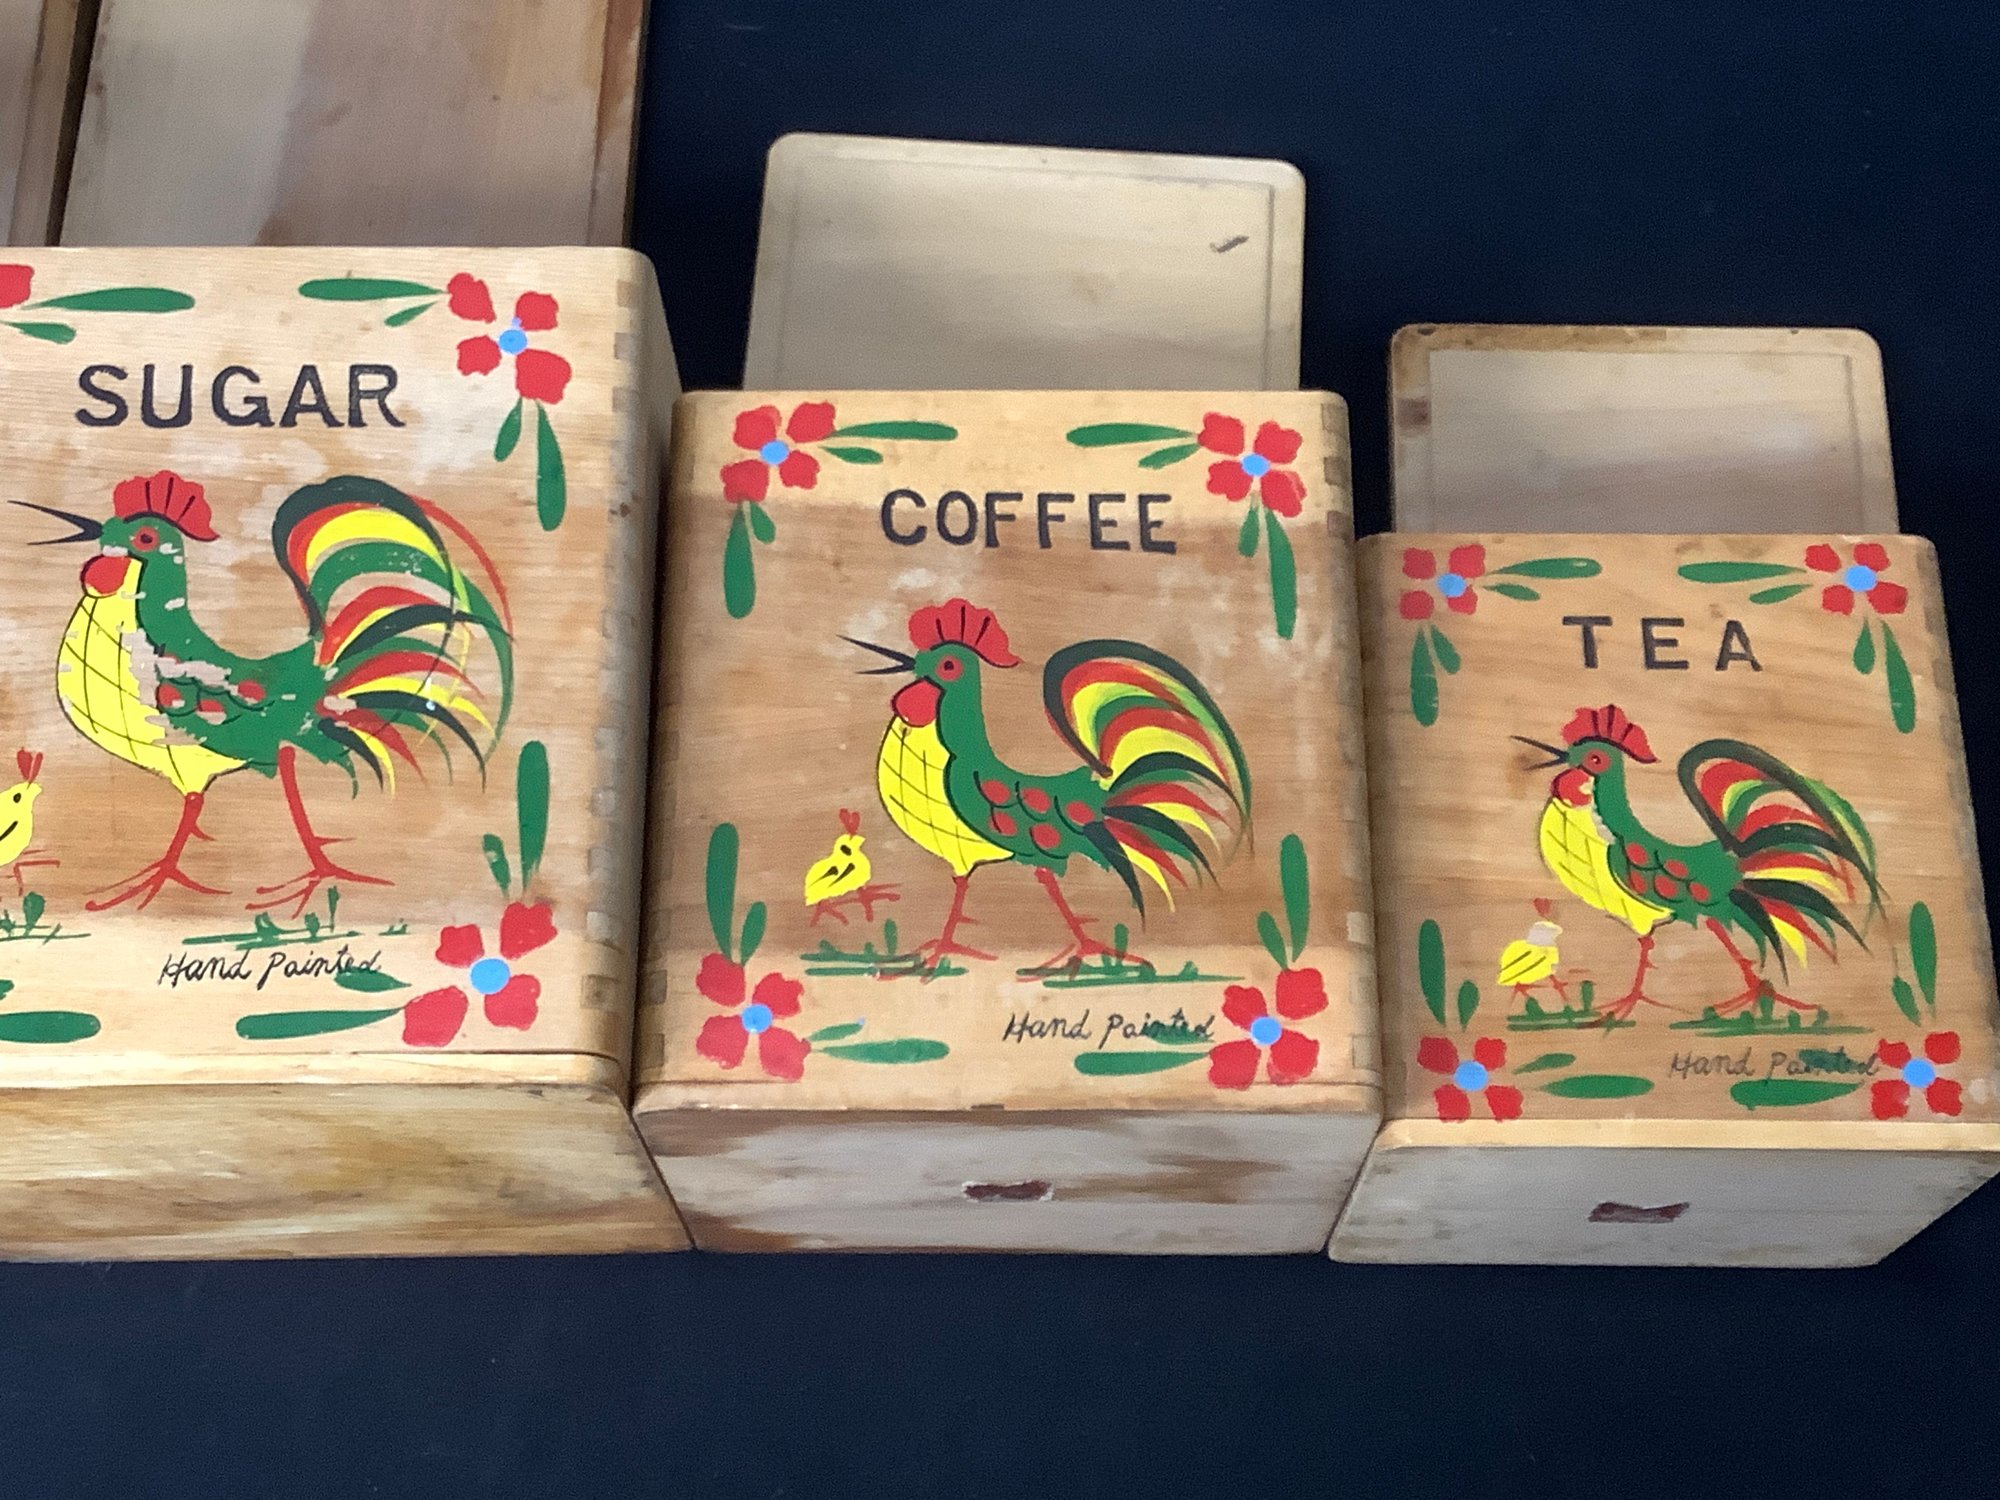 SUGAR
Hand Painted
COFFEE
Hand Painted
TEA
Hand Painted